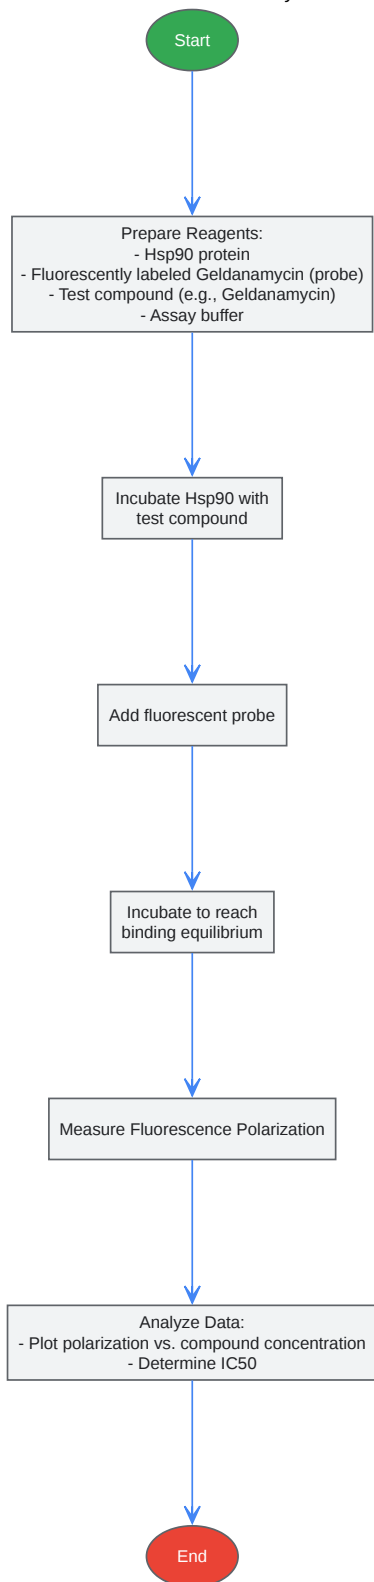 Start
Prepare Reagents:
- Hsp90 protein
- Fluorescently labeled Geldanamycin (probe)
- Test compound (e.g., Geldanamycin)
- Assay buffer
Incubate Hsp90 with
test compound
Add fluorescent probe
Incubate to reach
binding equilibrium
Measure Fluorescence Polarization
Analyze Data:
- Plot polarization vs. compound concentration
- Determine IC50
End